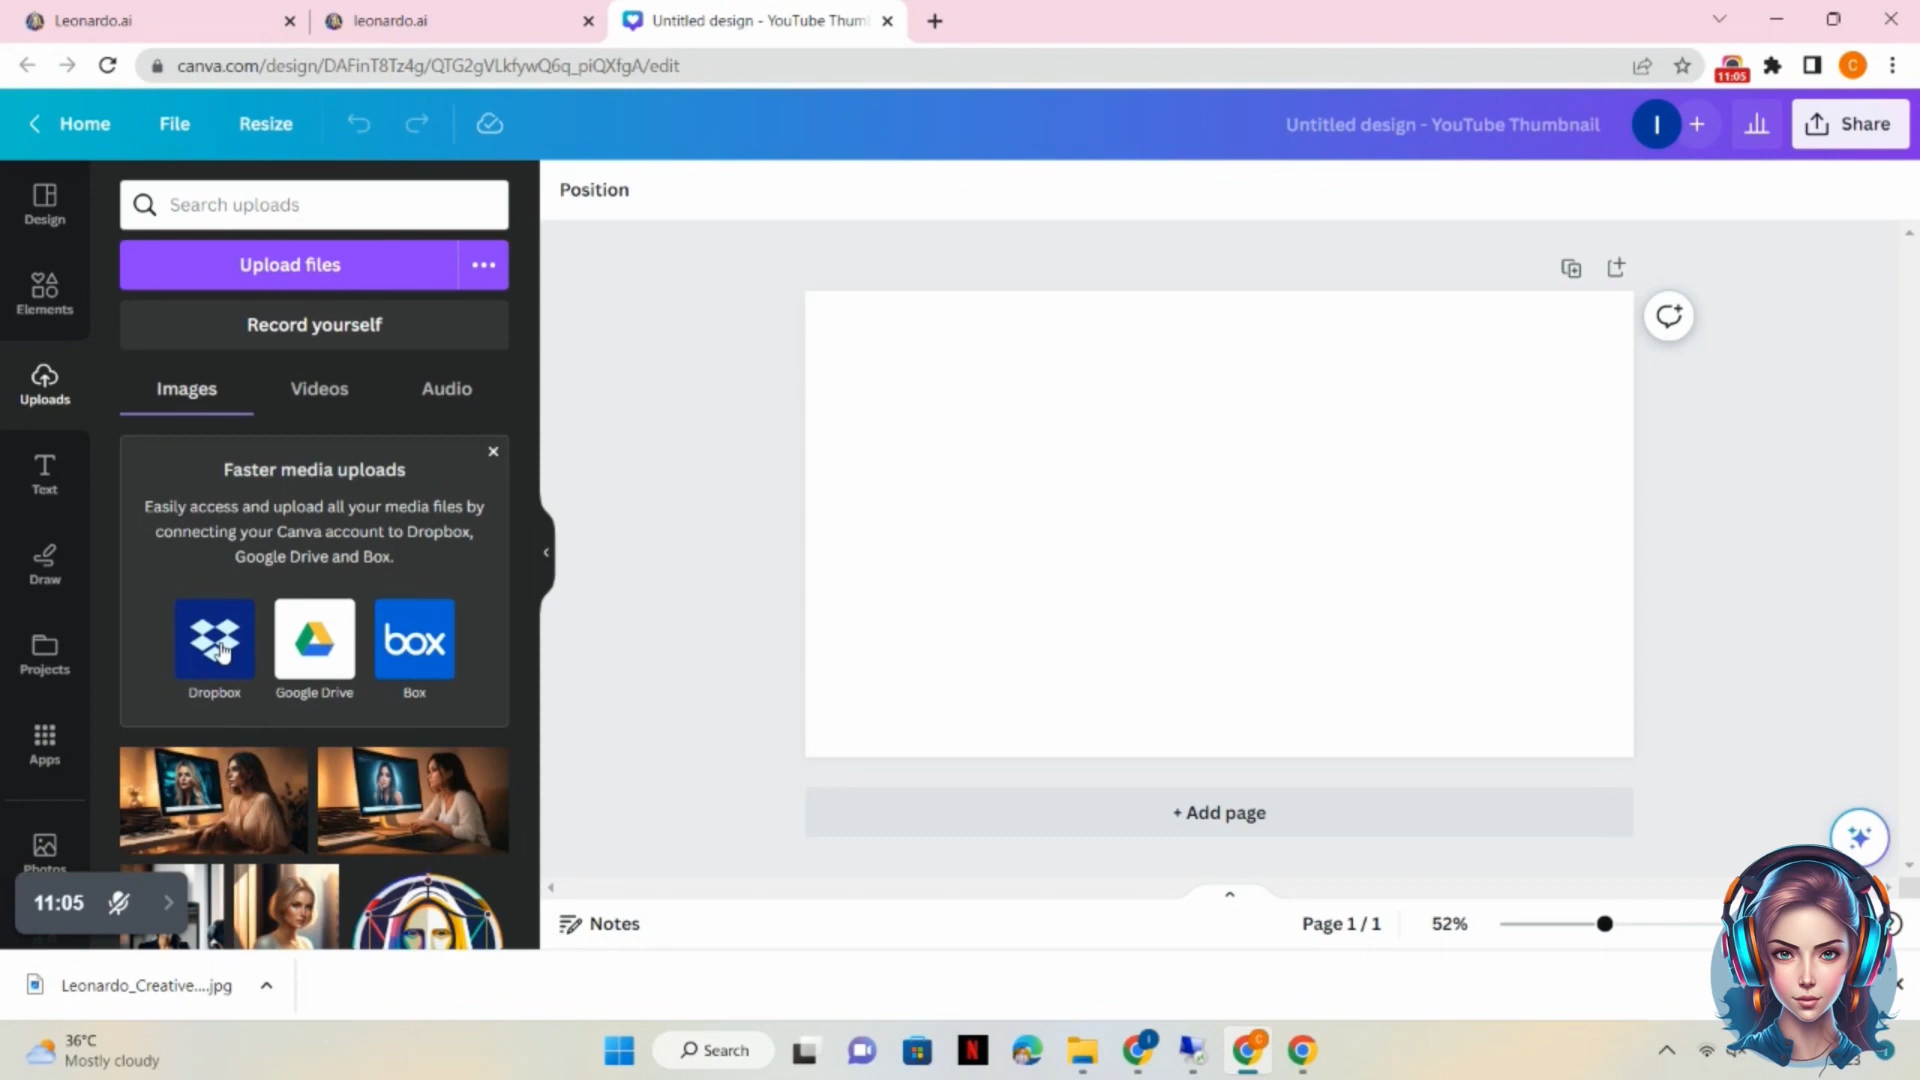 Leonardo.ai
leonardo.ai
Untitled design - YouTube Thum
canva.com/design/DAFinT8Tz4g/QTG2gVLkfywQ6q_piQXfgA/edit
11:05
C
Home
File
Resize
Untitled design - YouTube Thumbnail
I
Share
Design
Elements
Uploads
Text
Draw
Projects
Apps
Photos
Search uploads
Upload files
Record yourself
Images
Videos
Audio
Faster media uploads
Easily access and upload all your media files by
connecting your Canva account to Dropbox,
Google Drive and Box.
box
Dropbox
Google Drive
Box
11:05
Position
+ Add page
Notes
Page 1 / 1
52%
Leonardo_Creative....jpg
36°C
Mostly cloudy
Search
N